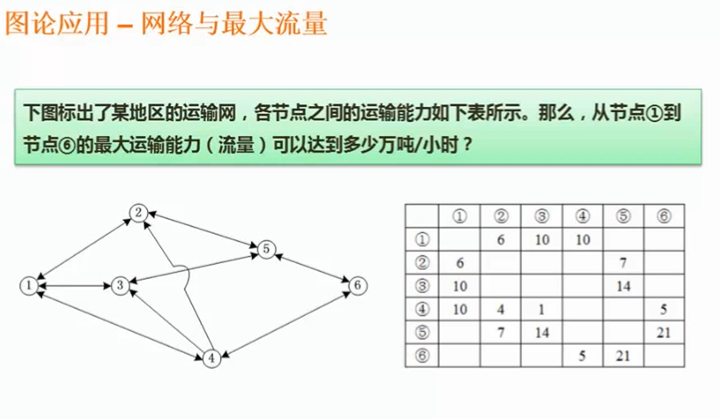 图论应用 – 网络与最大流量
下图标出了某地区的运输网，各节点之间的运输能力如下表所示。那么，从节点①到
节点⑥的最大运输能力（流量）可以达到多少万吨/小时？
2
5
1
3
6
4
① ② ③ ④ ⑤ ⑥
① 6 10 10
② 6 7
③ 10 14
④ 10 4 1 5
⑤ 7 14 21
⑥ 5 21